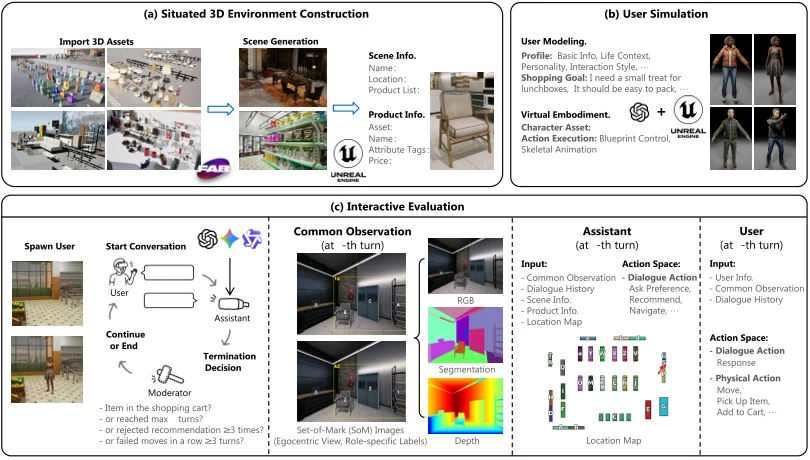 (a) Situated 3D Environment Construction
Import 3D Assets
Scene Generation
FAB
Scene Info.
Name:
Location:
Product List:
Product Info.
Asset:
Name:
Attribute Tags:
Price:
UNREAL
ENGINE
(b) User Simulation
User Modeling.
Profile: Basic Info, Life Context,
Personality, Interaction Style, ···
Shopping Goal: I need a small treat for
lunchboxes, It should be easy to pack, ···
Virtual Embodiment.
Character Asset:
Action Execution: Blueprint Control,
Skeletal Animation
+
UNREAL
ENGINE
(c) Interactive Evaluation
Spawn User
Start Conversation
User
Assistant
Continue
or End
Termination
Decision
Moderator
- Item in the shopping cart?
- or reached max turns?
- or rejected recommendation ≥3 times?
- or failed moves in a row ≥3 turns?
Common Observation
(at -th turn)
Set-of-Mark (SoM) Images
(Egocentric View, Role-specific Labels)
RGB
Segmentation
Depth
Assistant
(at -th turn)
Input:
- Common Observation
- Dialogue History
- Scene Info.
- Product Info.
- Location Map
Action Space:
- Dialogue Action
Ask Preference,
Recommend,
Navigate, ···
Location Map
User
(at -th turn)
Input:
- User Info.
- Common Observation
- Dialogue History
Action Space:
- Dialogue Action
Response
- Physical Action
Move,
Pick Up Item,
Add to Cart, ···